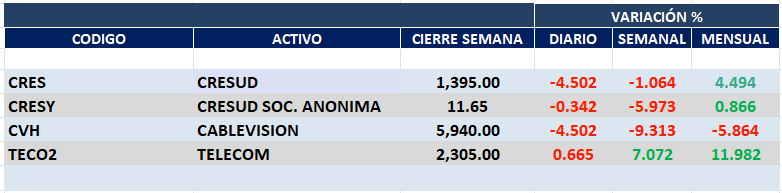 VARIACIÓN %
CODIGO ACTIVO CIERRE SEMANA DIARIO SEMANAL MENSUAL
CRES CRESUD 1,395.00 -4.502 -1.064 4.494
CRESY CRESUD SOC. ANONIMA 11.65 -0.342 -5.973 0.866
CVH CABLEVISION 5,940.00 -4.502 -9.313 -5.864
TECO2 TELECOM 2,305.00 0.665 7.072 11.982